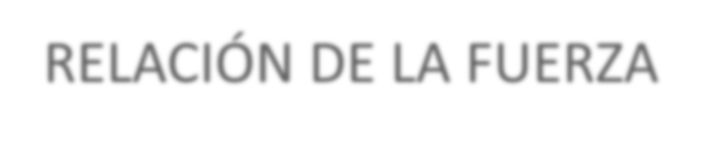 RELACIÓN DE LA FUERZA